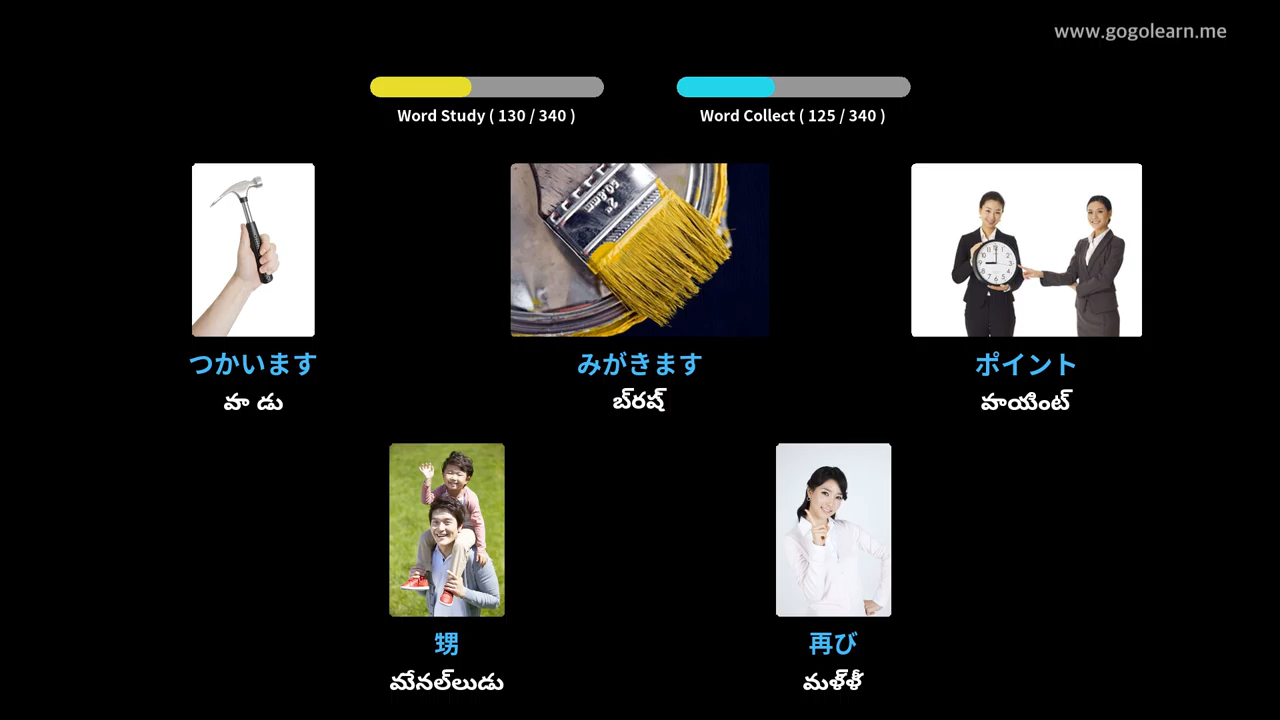 www.gogolearn.me
Word Study ( 130 / 340 )
Word Collect ( 125 / 340 )
つかいます
みがきます
ポイント
వా డు
బ్‌రష్
పాయింట్
甥
再び
మేనల్‌లుడు
మళ్‌ళీ